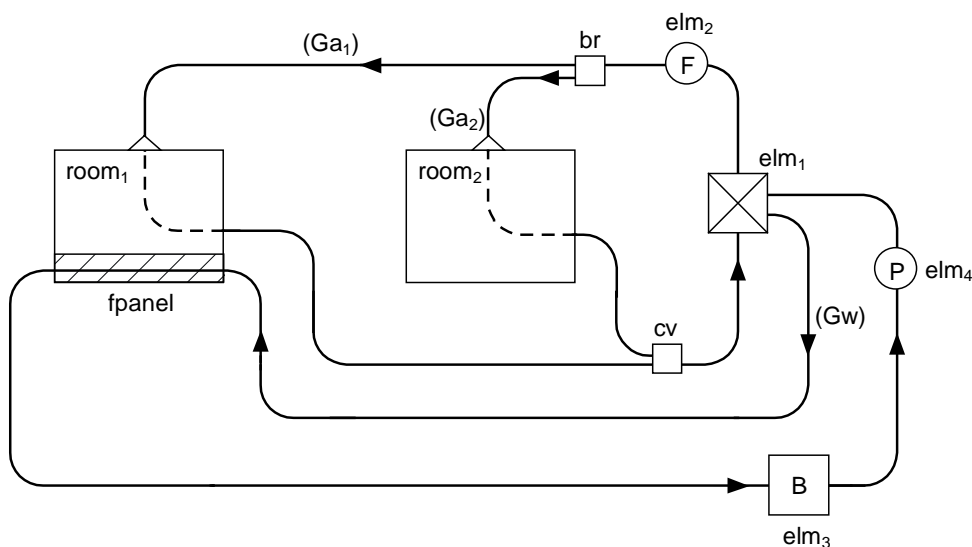 elm₂
(Ga₁)
br
F
(Ga₂)
room₁
room₂
elm₁
P
elm₄
fpanel
(Gw)
cv
B
elm₃